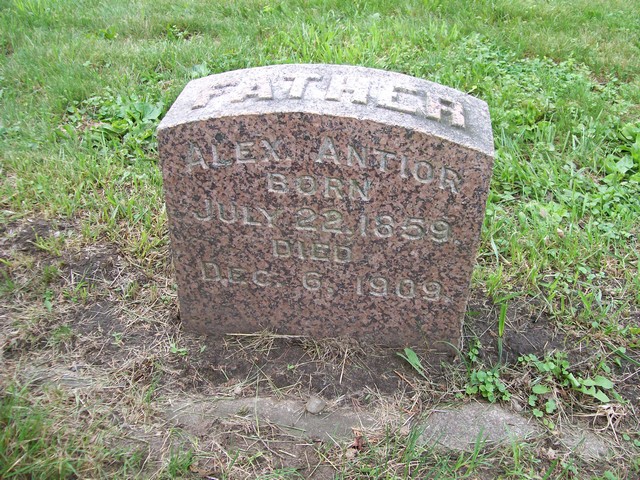 FATHER
ALEX. ANTIOR
BORN
JULY 22, 1859.
DIED
DEC. 6, 1909.